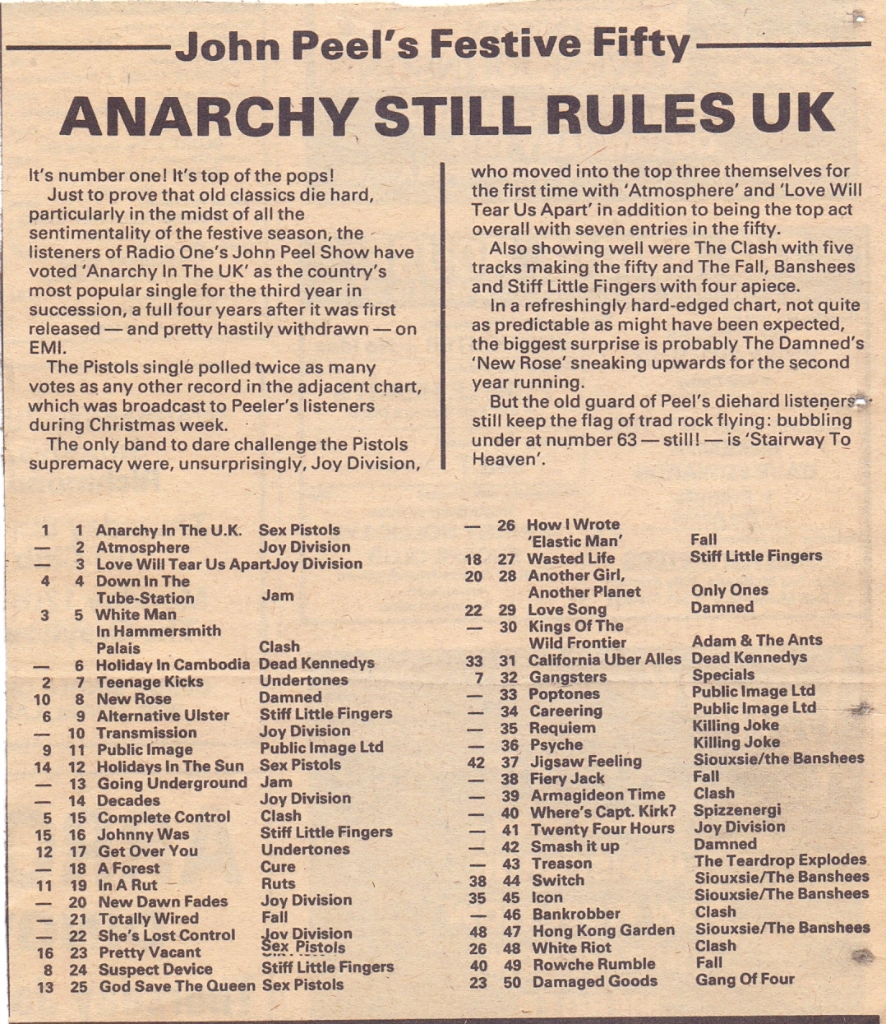 John Peel's Festive Fifty
ANARCHY STILL RULES UK
It's number one! It's top of the pops!
Just to prove that old classics die hard,
particularly in the midst of all the
sentimentality of the festive season, the
listeners of Radio One's John Peel Show have
voted 'Anarchy In The UK' as the country's
most popular single for the third year in
succession, a full four years after it was first
released — and pretty hastily withdrawn — on
EMI.
The Pistols single polled twice as many
votes as any other record in the adjacent chart,
which was broadcast to Peeler's listeners
during Christmas week.
The only band to dare challenge the Pistols
supremacy were, unsurprisingly, Joy Division,
who moved into the top three themselves for
the first time with 'Atmosphere' and 'Love Will
Tear Us Apart' in addition to being the top act
overall with seven entries in the fifty.
Also showing well were The Clash with five
tracks making the fifty and The Fall, Banshees
and Stiff Little Fingers with four apiece.
In a refreshingly hard-edged chart, not quite
as predictable as might have been expected,
the biggest surprise is probably The Damned's
'New Rose' sneaking upwards for the second
year running.
But the old guard of Peel's diehard listeners
still keep the flag of trad rock flying: bubbling
under at number 63 — still! — is 'Stairway To
Heaven'.
1 1 Anarchy In The U.K. Sex Pistols
— 2 Atmosphere Joy Division
— 3 Love Will Tear Us Apart Joy Division
4 4 Down In The
Tube-Station Jam
3 5 White Man
In Hammersmith
Palais Clash
— 6 Holiday In Cambodia Dead Kennedys
2 7 Teenage Kicks Undertones
10 8 New Rose Damned
6 9 Alternative Ulster Stiff Little Fingers
— 10 Transmission Joy Division
9 11 Public Image Public Image Ltd
14 12 Holidays In The Sun Sex Pistols
— 13 Going Underground Jam
— 14 Decades Joy Division
5 15 Complete Control Clash
15 16 Johnny Was Stiff Little Fingers
12 17 Get Over You Undertones
— 18 A Forest Cure
11 19 In A Rut Ruts
— 20 New Dawn Fades Joy Division
— 21 Totally Wired Fall
— 22 She's Lost Control Joy Division
16 23 Pretty Vacant Sex Pistols
8 24 Suspect Device Stiff Little Fingers
13 25 God Save The Queen Sex Pistols
— 26 How I Wrote
'Elastic Man' Fall
18 27 Wasted Life Stiff Little Fingers
20 28 Another Girl,
Another Planet Only Ones
22 29 Love Song Damned
— 30 Kings Of The
Wild Frontier Adam & The Ants
33 31 California Uber Alles Dead Kennedys
7 32 Gangsters Specials
— 33 Poptones Public Image Ltd
— 34 Careering Public Image Ltd
— 35 Requiem Killing Joke
— 36 Psyche Killing Joke
42 37 Jigsaw Feeling Siouxsie/the Banshees
— 38 Fiery Jack Fall
— 39 Armagideon Time Clash
— 40 Where's Capt. Kirk? Spizzenergi
— 41 Twenty Four Hours Joy Division
— 42 Smash it up Damned
— 43 Treason The Teardrop Explodes
38 44 Switch Siouxsie/The Banshees
35 45 Icon Siouxsie/The Banshees
— 46 Bankrobber Clash
48 47 Hong Kong Garden Siouxsie/The Banshees
26 48 White Riot Clash
40 49 Rowche Rumble Fall
23 50 Damaged Goods Gang Of Four